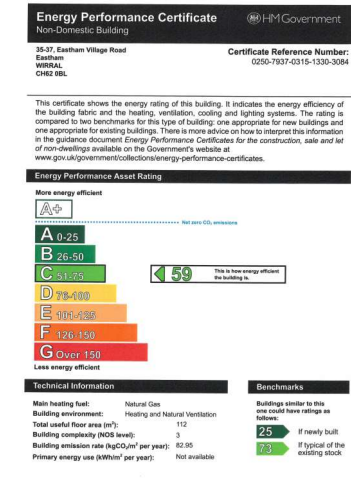 Energy Performance Certificate
HM Government
Non-Domestic Building
35-37, Eastham Village Road
Eastham
WIRRAL
CH62 0BL
Certificate Reference Number:
0250-7937-0315-1330-3084
This certificate shows the energy rating of this building. It indicates the energy efficiency of
the building fabric and the heating, ventilation, cooling and lighting systems. The rating is
compared to two benchmarks for this type of building: one appropriate for new buildings and
one appropriate for existing buildings. There is more advice on how to interpret this information
in the guidance document Energy Performance Certificates for the construction, sale and let
of non-dwellings available on the Government's website at
www.gov.uk/government/collections/energy-performance-certificates.
Energy Performance Asset Rating
More energy efficient
A+
Net zero CO₂ emissions
A 0-25
B 26-50
C 51-75
59
This is how energy efficient
the building is.
D 76-100
E 101-125
F 126-150
G Over 150
Less energy efficient
Technical Information
Main heating fuel: Natural Gas
Building environment: Heating and Natural Ventilation
Total useful floor area (m²): 112
Building complexity (NOS level): 3
Building emission rate (kgCO₂/m² per year): 82.95
Primary energy use (kWh/m² per year): Not available
Benchmarks
Buildings similar to this
one could have ratings as
follows:
25 If newly built
73 If typical of the
existing stock